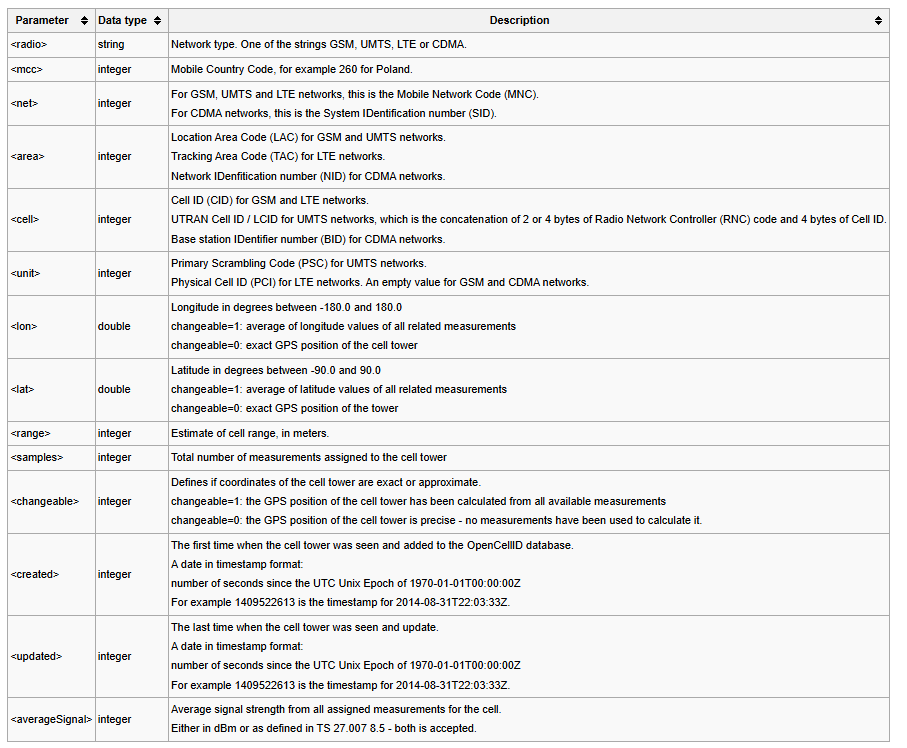 Parameter Data type Description
<radio> string Network type. One of the strings GSM, UMTS, LTE or CDMA.
<mcc> integer Mobile Country Code, for example 260 for Poland.
<net> integer For GSM, UMTS and LTE networks, this is the Mobile Network Code (MNC).
For CDMA networks, this is the System IDentification number (SID).
<area> integer Location Area Code (LAC) for GSM and UMTS networks.
Tracking Area Code (TAC) for LTE networks.
Network IDenfitication number (NID) for CDMA networks.
<cell> integer Cell ID (CID) for GSM and LTE networks.
UTRAN Cell ID / LCID for UMTS networks, which is the concatenation of 2 or 4 bytes of Radio Network Controller (RNC) code and 4 bytes of Cell ID.
Base station IDentifier number (BID) for CDMA networks.
<unit> integer Primary Scrambling Code (PSC) for UMTS networks.
Physical Cell ID (PCI) for LTE networks. An empty value for GSM and CDMA networks.
<lon> double Longitude in degrees between -180.0 and 180.0
changeable=1: average of longitude values of all related measurements
changeable=0: exact GPS position of the cell tower
<lat> double Latitude in degrees between -90.0 and 90.0
changeable=1: average of latitude values of all related measurements
changeable=0: exact GPS position of the tower
<range> integer Estimate of cell range, in meters.
<samples> integer Total number of measurements assigned to the cell tower
<changeable> integer Defines if coordinates of the cell tower are exact or approximate.
changeable=1: the GPS position of the cell tower has been calculated from all available measurements
changeable=0: the GPS position of the cell tower is precise - no measurements have been used to calculate it.
<created> integer The first time when the cell tower was seen and added to the OpenCellID database.
A date in timestamp format:
number of seconds since the UTC Unix Epoch of 1970-01-01T00:00:00Z
For example 1409522613 is the timestamp for 2014-08-31T22:03:33Z.
<updated> integer The last time when the cell tower was seen and update.
A date in timestamp format:
number of seconds since the UTC Unix Epoch of 1970-01-01T00:00:00Z
For example 1409522613 is the timestamp for 2014-08-31T22:03:33Z.
<averageSignal> integer Average signal strength from all assigned measurements for the cell.
Either in dBm or as defined in TS 27.007 8.5 - both is accepted.